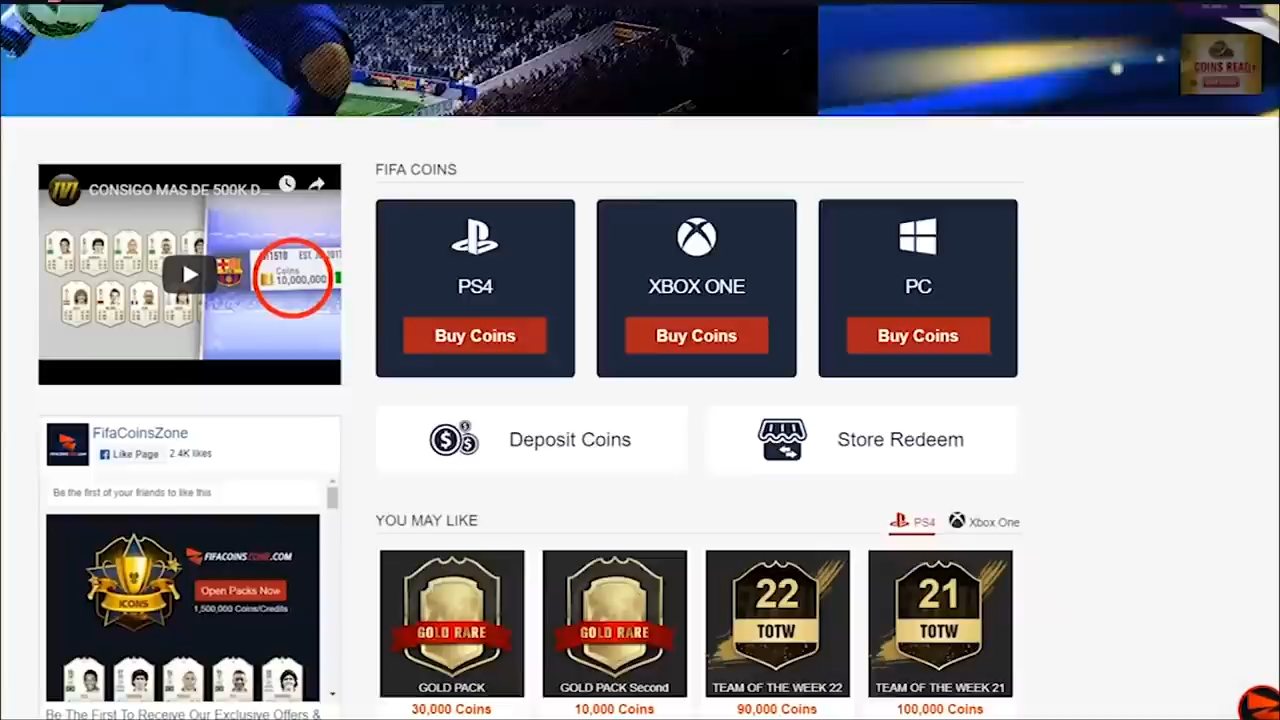 COINS READY
CONSIGO MAS DE 500K D...
EST. JUL 2017
Coins
10,000,000
FIFA COINS
PS4
XBOX ONE
PC
Buy Coins
Buy Coins
Buy Coins
Deposit Coins
Store Redeem
FifaCoinsZone
Like Page
2.4K likes
Be the first of your friends to like this
FIFACOINSZONE.COM
Open Packs Now
1,500,000 Coins/Credits
ICONS
Be The First To Receive Our Exclusive Offers &
YOU MAY LIKE
PS4
Xbox One
GOLD RARE
GOLD PACK
30,000 Coins
GOLD RARE
GOLD PACK Second
10,000 Coins
22
TOTW
TEAM OF THE WEEK 22
90,000 Coins
21
TOTW
TEAM OF THE WEEK 21
100,000 Coins